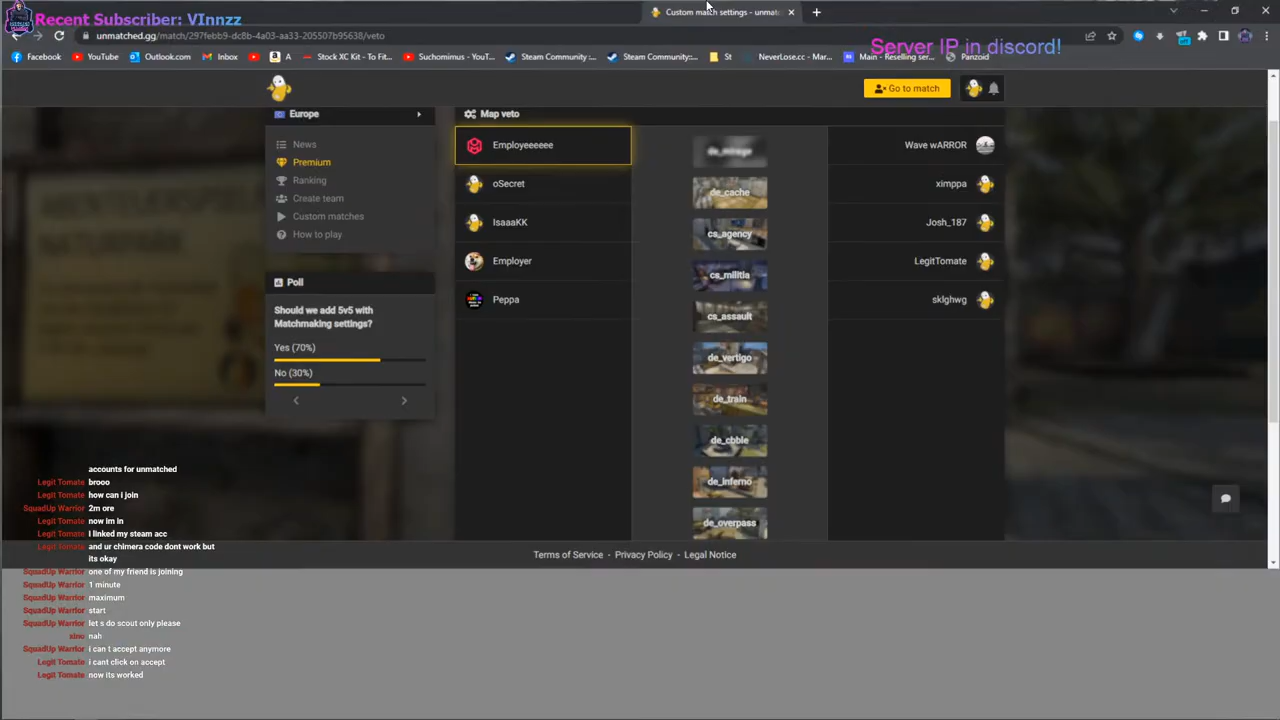 Recent Subscriber: VInnzz
Custom match settings - unmat
unmatched.gg/match/297febb9-dc8b-4a03-aa33-205507b95635/veto
Server IP in discord!
Facebook
YouTube
Outlook.com
Inbox
A
Stock XC Kit - To Fit...
Suchomimus - YouT...
Steam Community :...
Steam Community::...
St
NeverLose.cc - Mar...
Main - Reselling ser...
Panzoid
Go to match
Europe
News
Premium
Ranking
Create team
Custom matches
How to play
Poll
Should we add 5v5 with
Matchmaking settings?
Yes (70%)
No (30%)
Map veto
Employeeeeee
oSecret
IsaaaKK
Employer
Peppa
de_mirage
de_cache
cs_agency
cs_militia
cs_assault
de_vertigo
de_train
de_cbble
de_inferno
de_overpass
Wave wARROR
ximppa
Josh_187
LegitTomate
sklghwg
Terms of Service - Privacy Policy - Legal Notice
accounts for unmatched
Legit Tomate brooo
Legit Tomate how can i join
SquadUp Warrior 2m ore
Legit Tomate now im in
Legit Tomate I linked my steam acc
Legit Tomate and ur chimera code dont work but
its okay
SquadUp Warrior one of my friend is joining
SquadUp Warrior 1 minute
SquadUp Warrior maximum
SquadUp Warrior start
SquadUp Warrior let s do scout only please
nah
SquadUp Warrior i can t accept anymore
Legit Tomate i cant click on accept
Legit Tomate now its worked